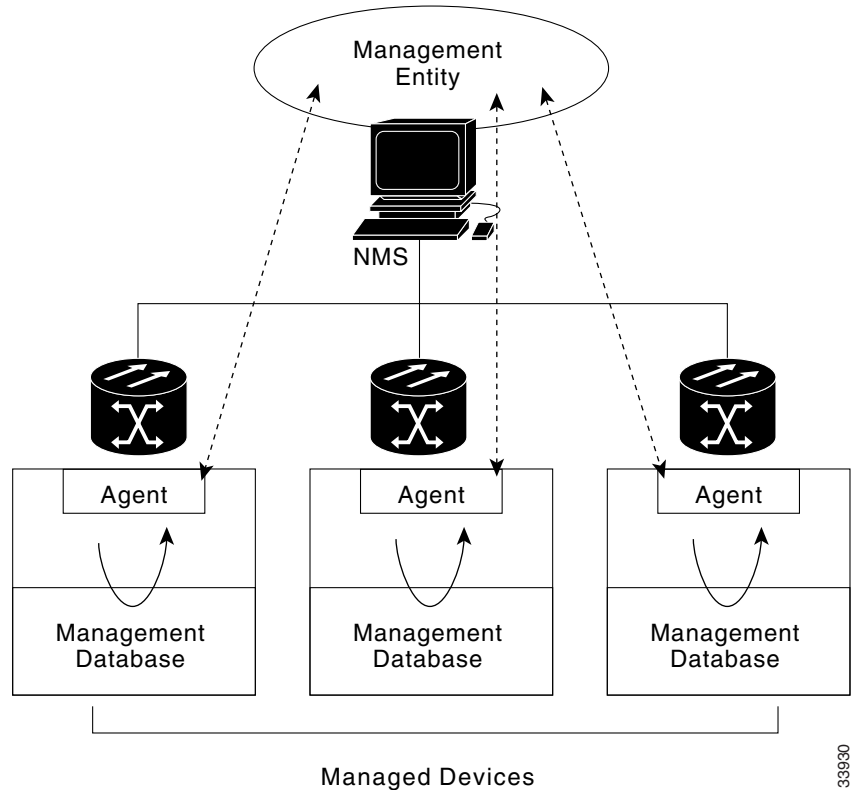 Management
Entity
NMS
Agent
Agent
Agent
Management
Database
Management
Database
Management
Database
Managed Devices
33930